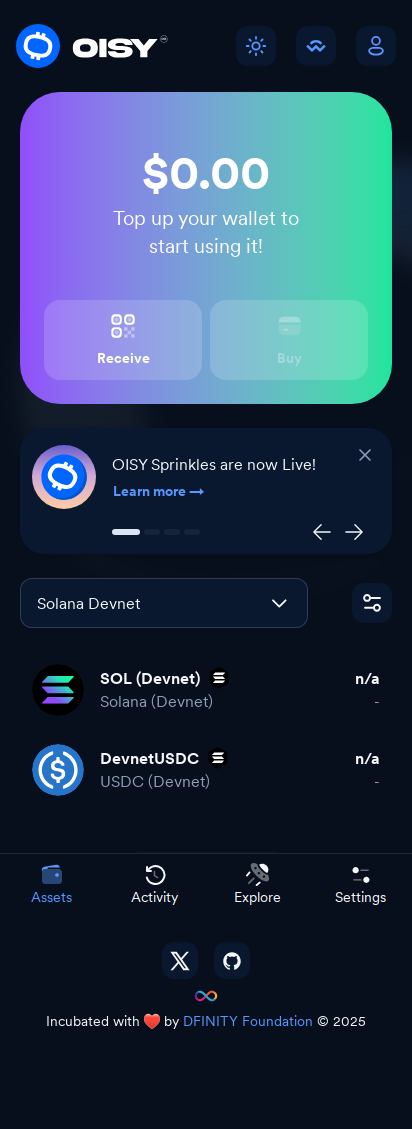 OISY
$0.00
Top up your wallet to
start using it!
Receive
Buy
OISY Sprinkles are now Live!
Learn more →
Solana Devnet
SOL (Devnet)
n/a
Solana (Devnet)
-
DevnetUSDC
n/a
USDC (Devnet)
-
Assets
Activity
Explore
Settings
Incubated with ❤️ by DFINITY Foundation © 2025